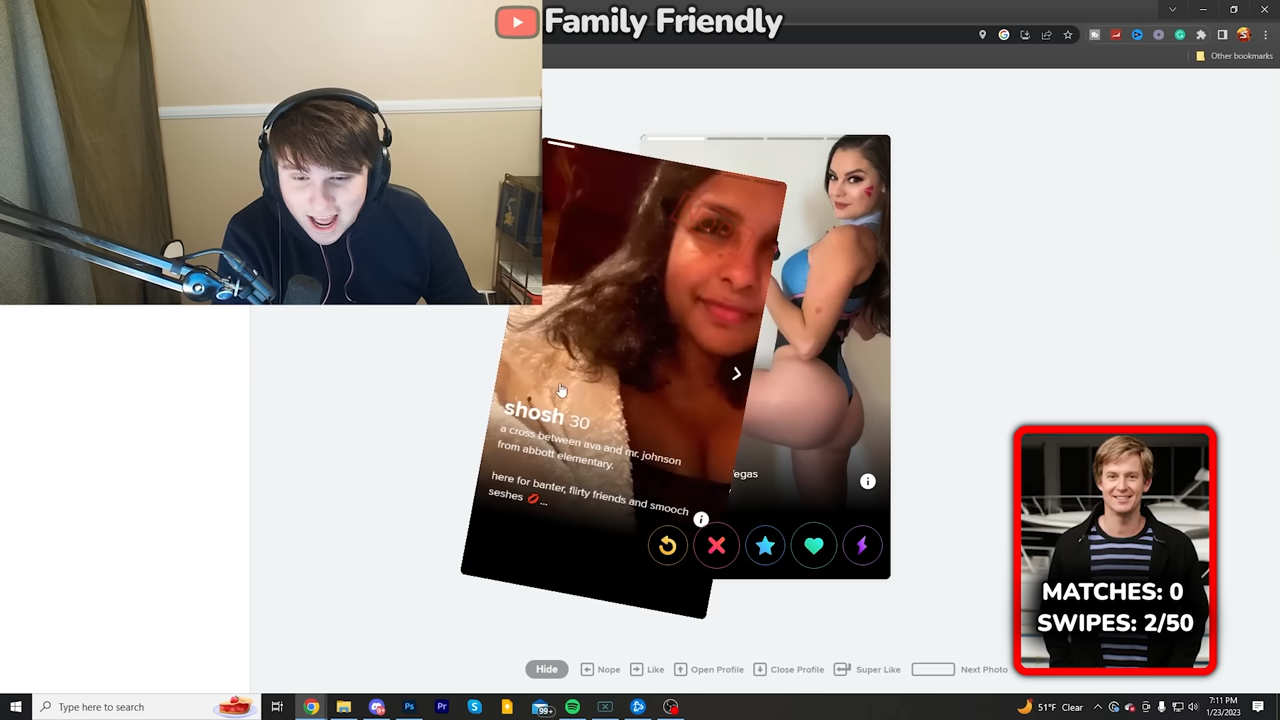 Family Friendly
Other bookmarks
shosh 30
a cross between ava and mr. johnson
from abbott elementary.
here for banter, flirty friends and smooch
seshes 💋...
egas
MATCHES: 0
SWIPES: 2/50
Hide
Nope
Like
Open Profile
Close Profile
Super Like
Next Photo
Type here to search
99+
51°F Clear
7:11 PM
1/23/2023